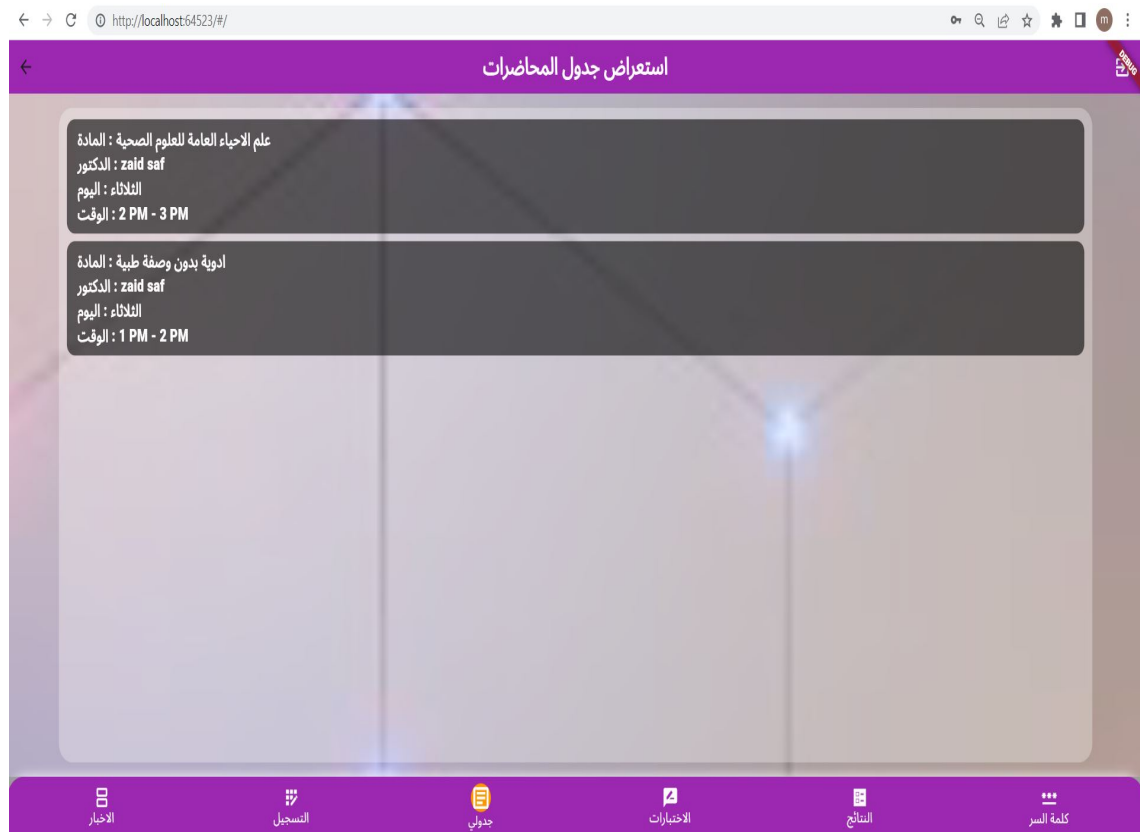 http://localhost:64523/#/
m
استعراض جدول المحاضرات
DEBUG
علم الاحياء العامة للعلوم الصحية : المادة
zaid saf : الدكتور
الثلاثاء : اليوم
2 PM - 3 PM : الوقت
ادوية بدون وصفة طبية : المادة
zaid saf : الدكتور
الثلاثاء : اليوم
1 PM - 2 PM : الوقت
الاخبار
التسجيل
جدولي
الاختبارات
النتائج
كلمة السر